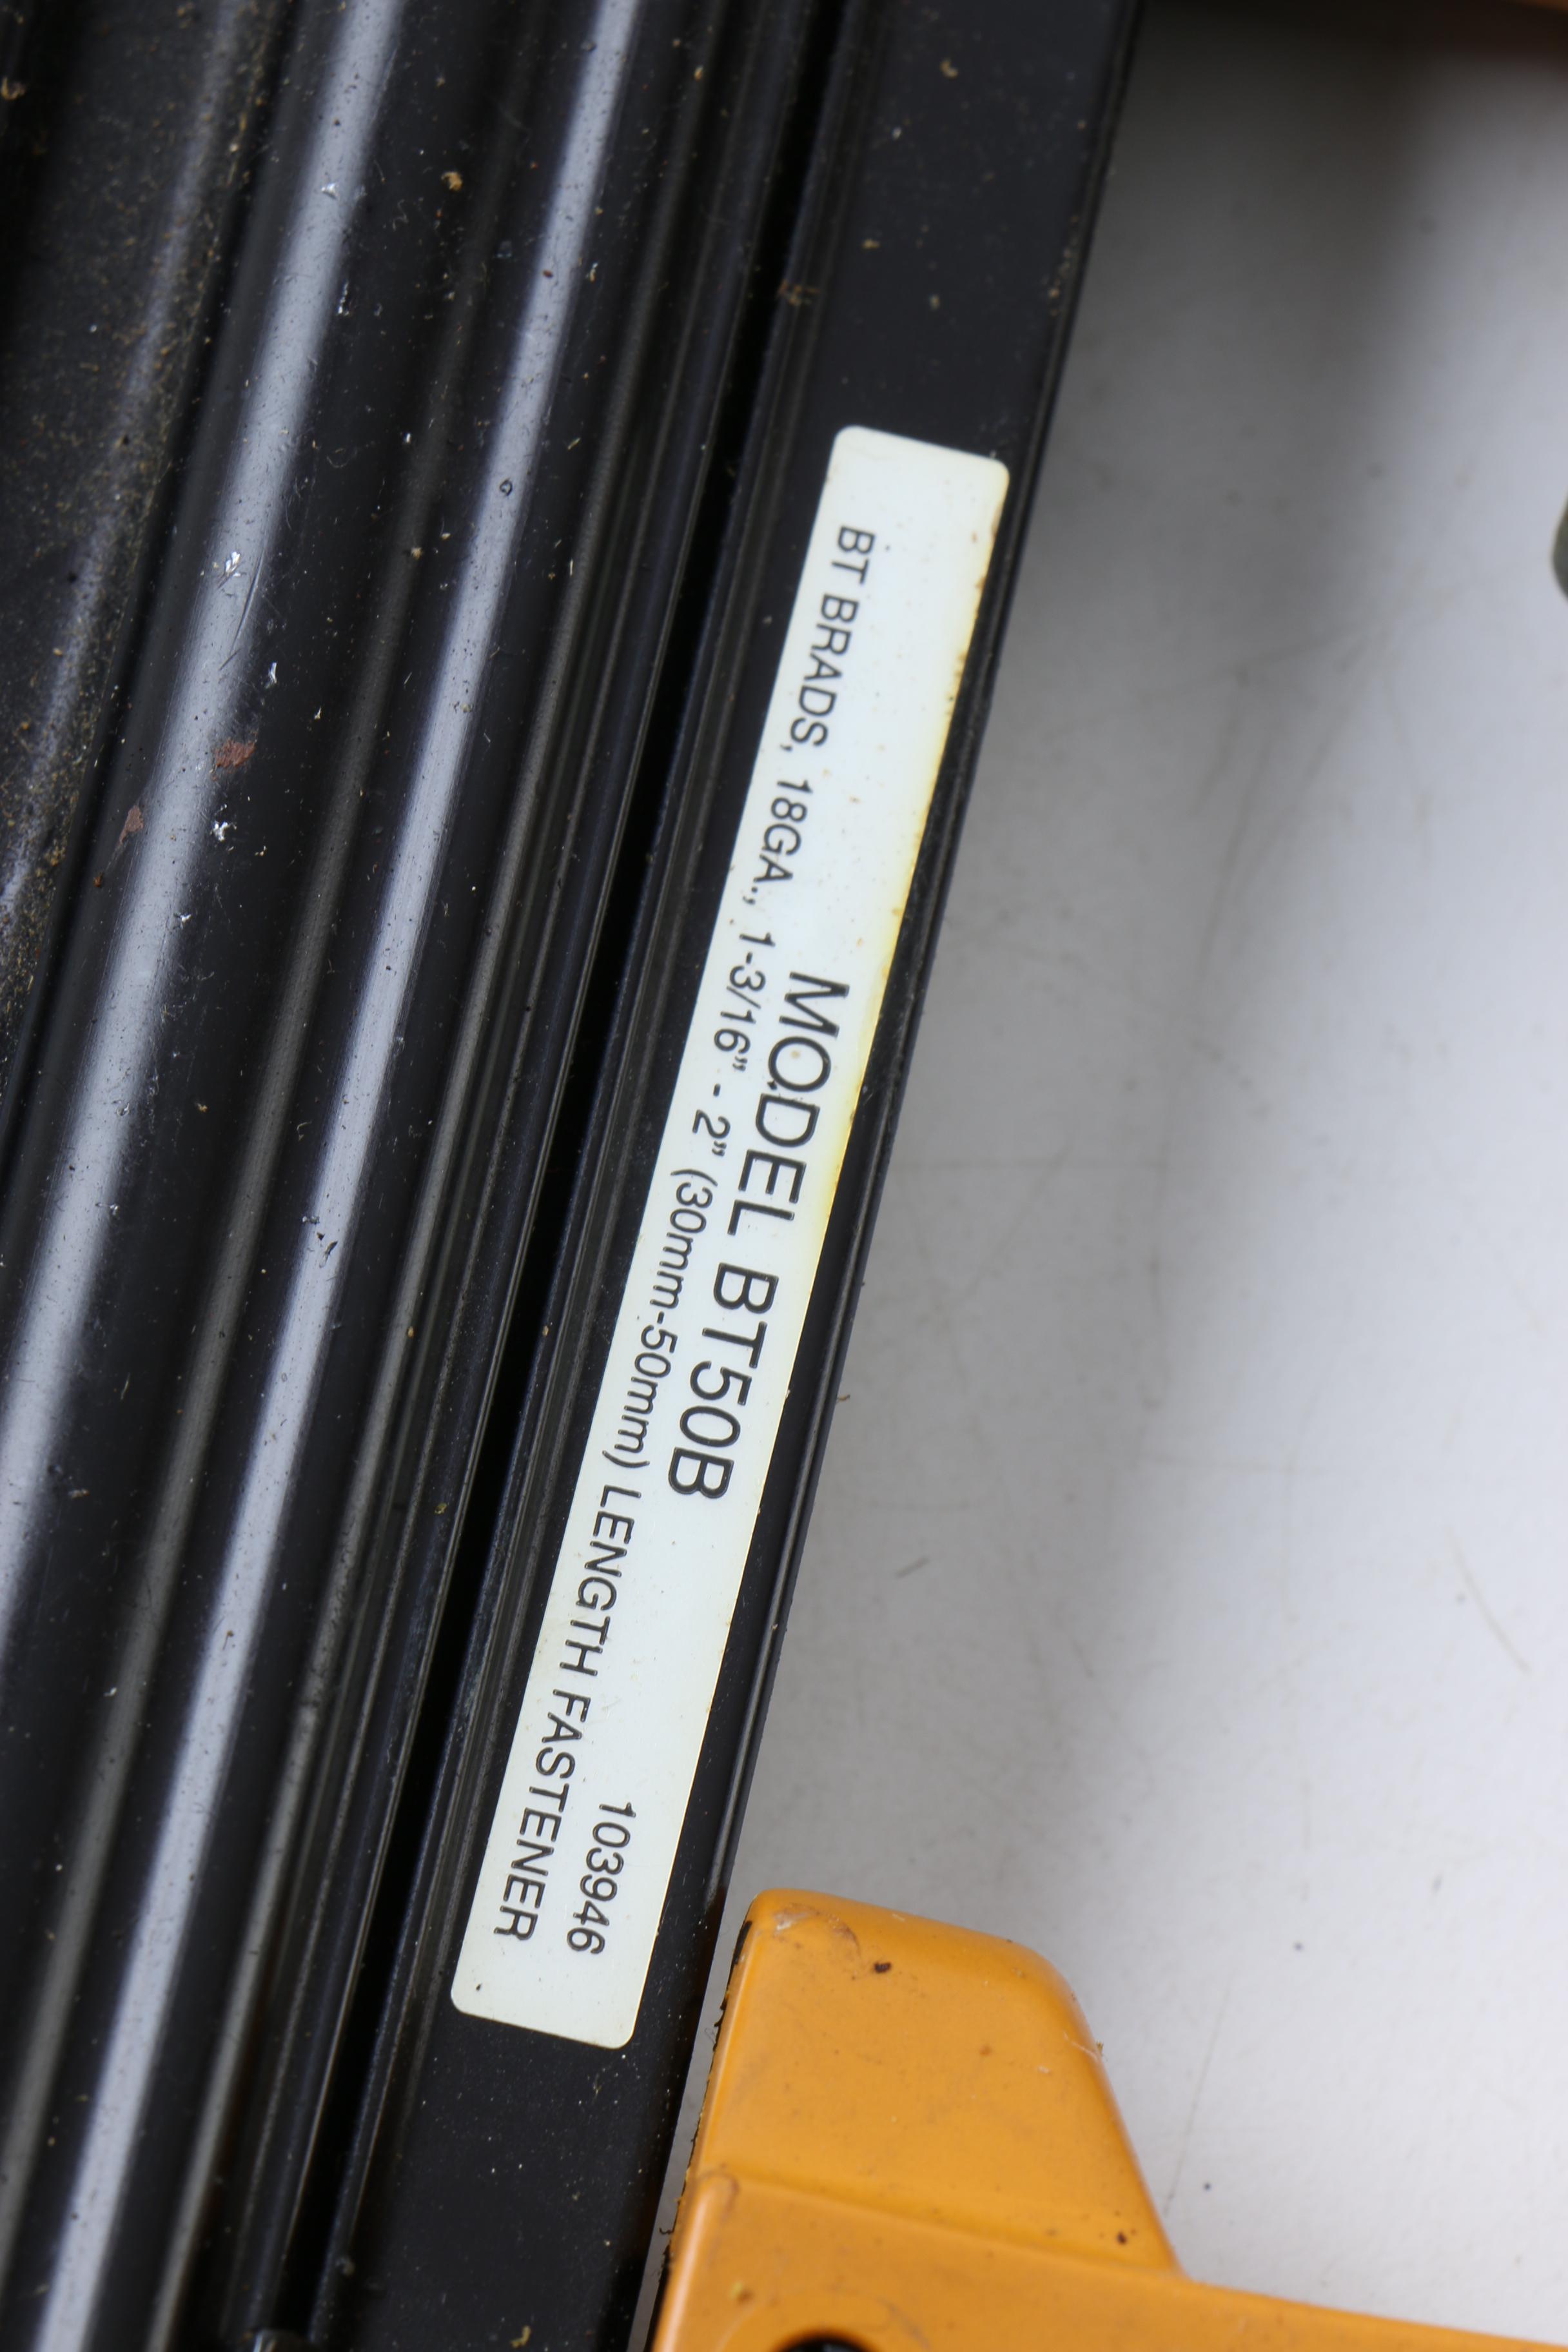 MODEL BT50B
BT BRADS, 18GA., 1-3/16" - 2" (30mm-50mm) LENGTH FASTENER
103946